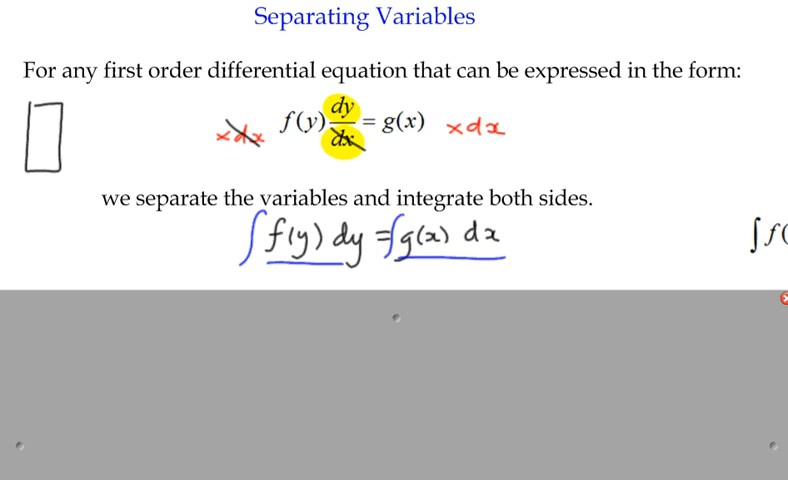 Separating Variables
For any first order differential equation that can be expressed in the form:
×dx f(y) dy/dx = g(x) ×dx
we separate the variables and integrate both sides.
∫ f(y) dy = ∫ g(x) dx
∫ f(